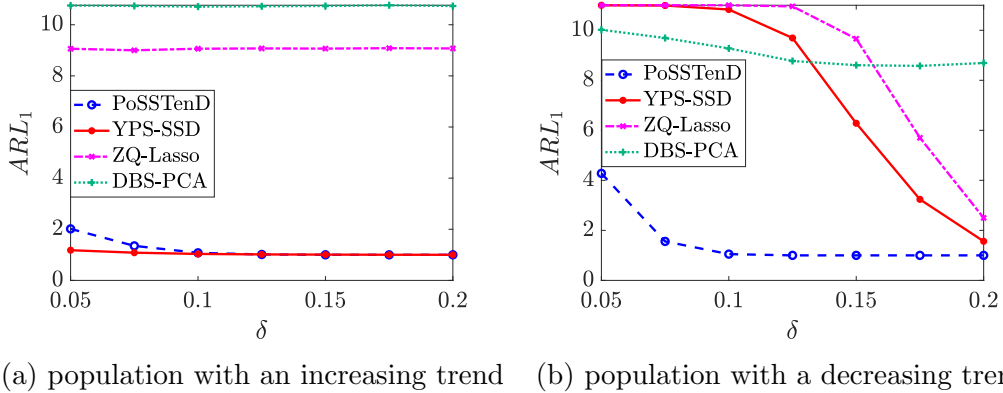 10
8
6
4
2
0
0.05
0.1
0.15
0.2
ARL₁
δ
PoSSTenD
YPS-SSD
ZQ-Lasso
DBS-PCA
(a) population with an increasing trend
10
8
6
4
2
0
0.05
0.1
0.15
0.2
ARL₁
δ
PoSSTenD
YPS-SSD
ZQ-Lasso
DBS-PCA
(b) population with a decreasing tren